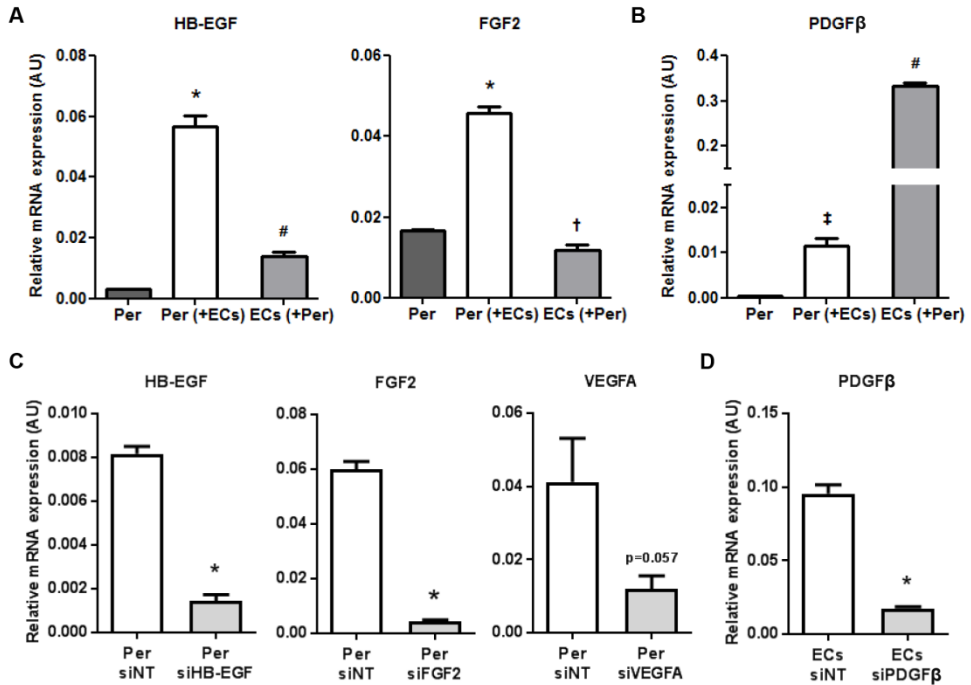 A
HB-EGF
Relative mRNA expression (AU)
0.08
0.06
0.04
0.02
0.00
*
#
Per
Per (+ECs)
ECs (+Per)
FGF2
0.06
0.04
0.02
0.00
*
†
Per
Per (+ECs)
ECs (+Per)
B
PDGFβ
Relative mRNA expression (AU)
0.4
0.3
0.2
0.02
0.01
0.00
‡
#
Per
Per (+ECs)
ECs (+Per)
C
HB-EGF
Relative mRNA expression (AU)
0.010
0.008
0.006
0.004
0.002
0.000
*
Per
siNT
Per
siHB-EGF
FGF2
0.08
0.06
0.04
0.02
0.00
*
Per
siNT
Per
siFGF2
VEGFA
0.06
0.04
0.02
0.00
p=0.057
Per
siNT
Per
siVEGFA
D
PDGFβ
Relative mRNA expression (AU)
0.15
0.10
0.05
0.00
*
ECs
siNT
ECs
siPDGFβ